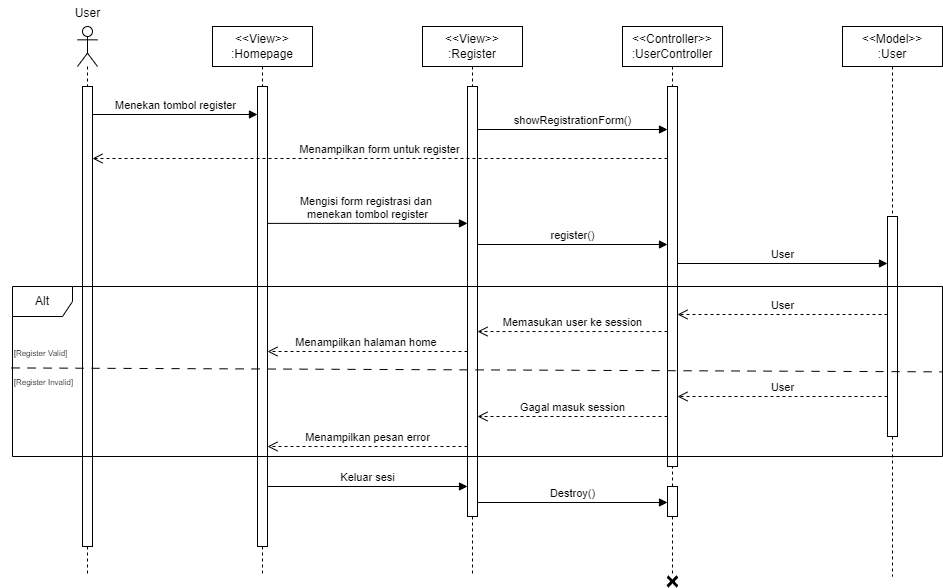 User
<<View>>
:Homepage
<<View>>
:Register
<<Controller>>
:UserController
<<Model>>
:User
Menekan tombol register
showRegistrationForm()
Menampilkan form untuk register
Mengisi form registrasi dan
menekan tombol register
register()
User
Alt
User
Memasukan user ke session
Menampilkan halaman home
[Register Valid]
[Register Invalid]
User
Gagal masuk session
Menampilkan pesan error
Keluar sesi
Destroy()